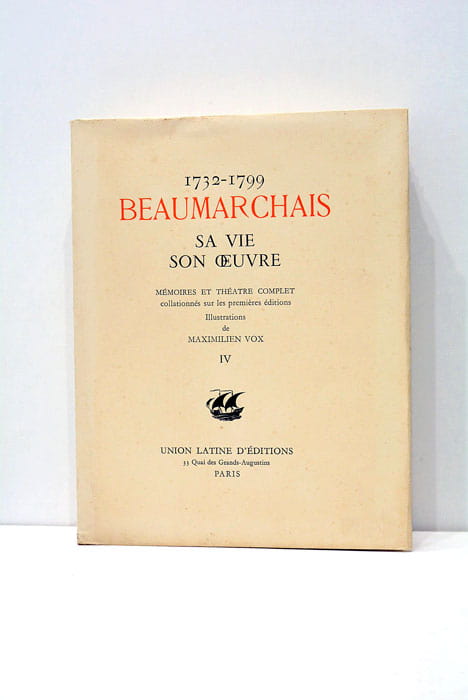 1732-1799
BEAUMARCHAIS
SA VIE
SON ŒUVRE
MÉMOIRES ET THÉATRE COMPLET
collationnés sur les premières éditions
Illustrations
de
MAXIMILIEN VOX
IV
UNION LATINE D'ÉDITIONS
33 Quai des Grands-Augustins
PARIS